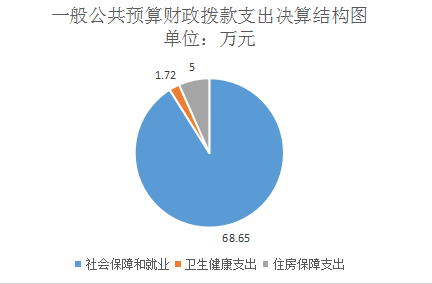 一般公共预算财政拨款支出决算结构图
单位：万元
5
1.72
68.65
社会保障和就业 卫生健康支出 住房保障支出